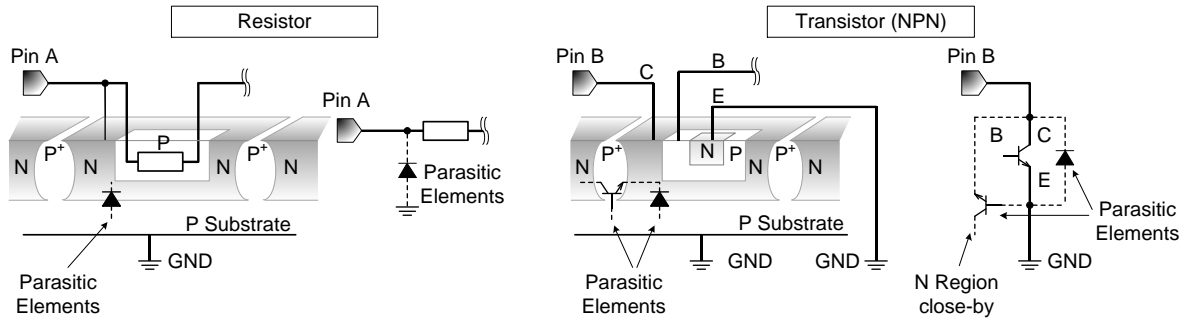 Resistor
Transistor (NPN)
Pin A
Pin B
C
B
E
Pin B
Pin A
N
P+
N
P
P+
N
N
P+
N
P
P+
N
N
B
C
E
Parasitic
Elements
P Substrate
GND
Parasitic
Elements
P Substrate
GND
GND
Parasitic
Elements
N Region
close-by
GND
Parasitic
Elements